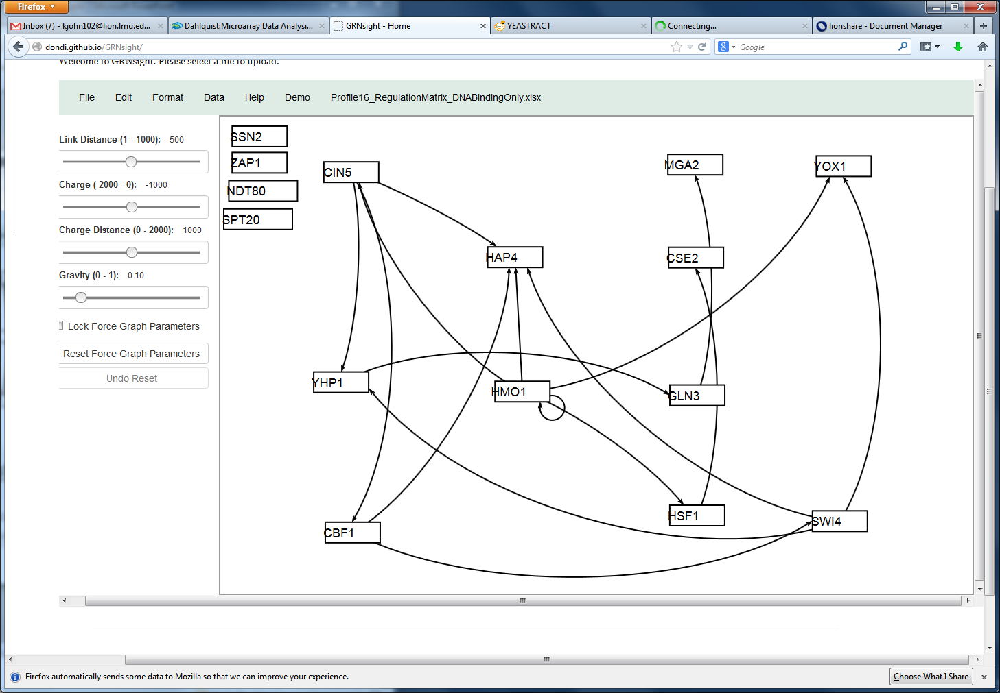 Firefox
Inbox (7) - kjohn102@lion.lmu.ed...
Dahlquist:Microarray Data Analysi...
GRNsight - Home
YEASTRACT
Connecting...
lionshare - Document Manager
dondi.github.io/GRNsight/
Google
Welcome to GRNsight. Please select a file to upload.
File Edit Format Data Help Demo Profile16_RegulationMatrix_DNABindingOnly.xlsx
Link Distance (1 - 1000): 500
Charge (-2000 - 0): -1000
Charge Distance (0 - 2000): 1000
Gravity (0 - 1): 0.10
Lock Force Graph Parameters
Reset Force Graph Parameters
Undo Reset
SSN2
ZAP1
NDT80
SPT20
CIN5
MGA2
YOX1
HAP4
CSE2
YHP1
HMO1
GLN3
CBF1
HSF1
SWI4
Firefox automatically sends some data to Mozilla so that we can improve your experience.
Choose What I Share